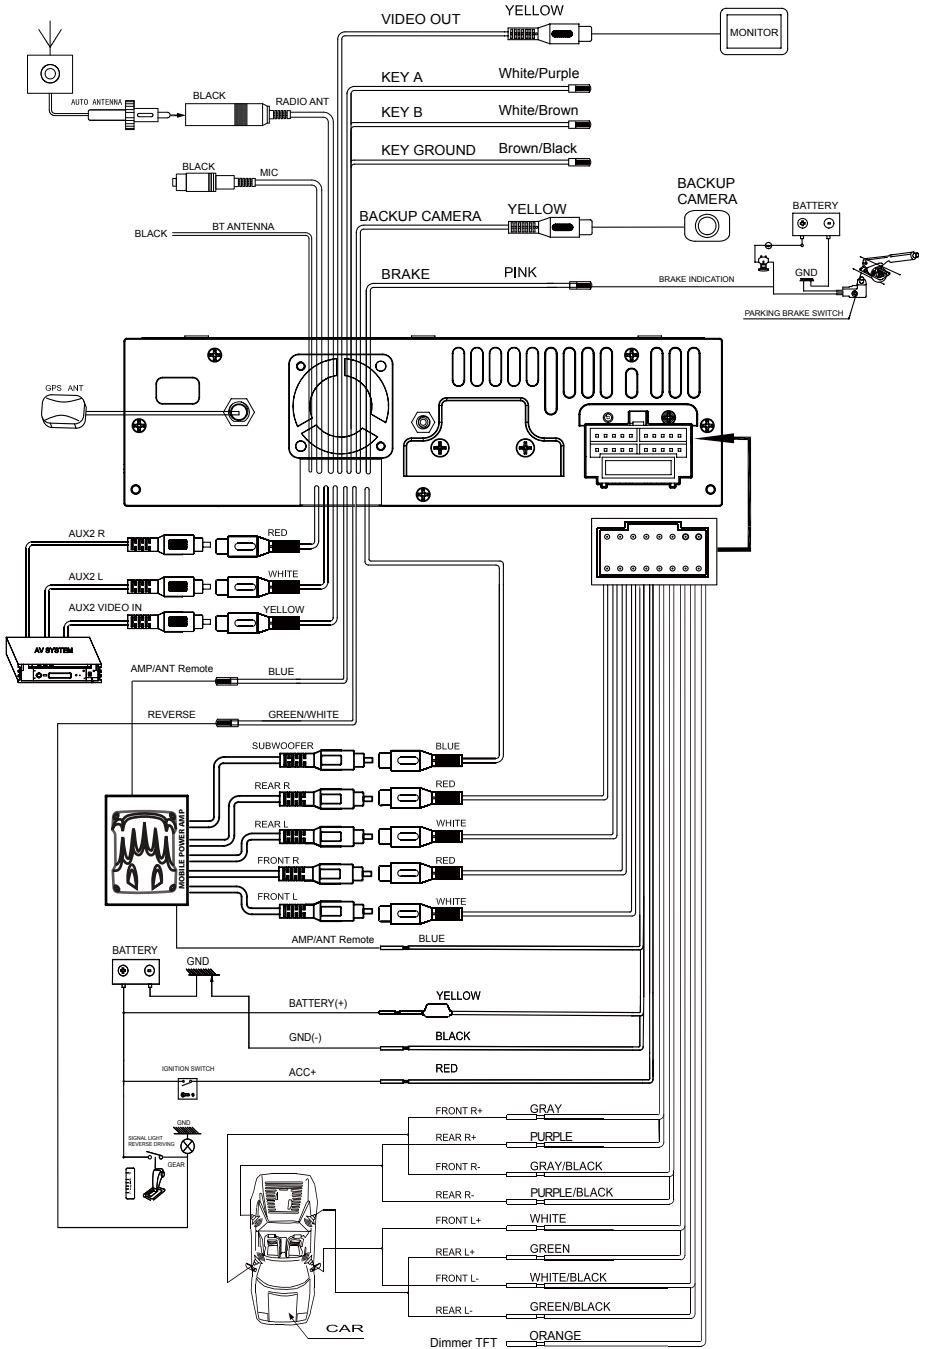 VIDEO OUT
YELLOW
MONITOR
KEY A
White/Purple
AUTO ANTENNA
BLACK
RADIO ANT
KEY B
White/Brown
KEY GROUND
Brown/Black
BLACK
MIC
BACKUP
CAMERA
BACKUP CAMERA
YELLOW
BATTERY
BLACK
BT ANTENNA
BRAKE
PINK
BRAKE INDICATION
GND
PARKING BRAKE SWITCH
GPS ANT
AUX2 R
RED
AUX2 L
WHITE
AUX2 VIDEO IN
YELLOW
AV SYSTEM
AMP/ANT Remote
BLUE
REVERSE
GREEN/WHITE
SUBWOOFER
BLUE
REAR R
RED
REAR L
WHITE
FRONT R
RED
FRONT L
WHITE
MOBILE POWER AMP
AMP/ANT Remote
BLUE
BATTERY
GND
BATTERY(+)
YELLOW
GND(-)
BLACK
IGNITION SWITCH
ACC+
RED
FRONT R+
GRAY
GND
SIGNAL LIGHT
REVERSE DRIVING
REAR R+
PURPLE
GEAR
FRONT R-
GRAY/BLACK
REAR R-
PURPLE/BLACK
FRONT L+
WHITE
REAR L+
GREEN
FRONT L-
WHITE/BLACK
REAR L-
GREEN/BLACK
CAR
Dimmer TFT
ORANGE